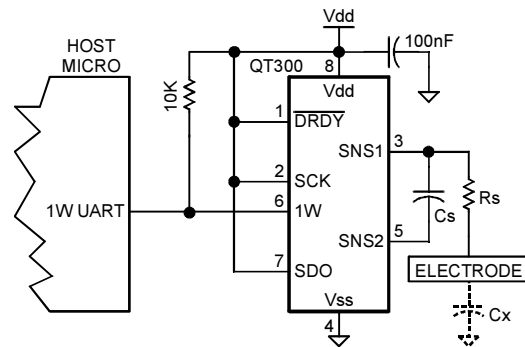 Vdd
HOST
MICRO
QT300
8
100nF
10K
Vdd
1
DRDY
3
SNS1
2
SCK
Rs
1W UART
6
1W
Cs
5
SNS2
7
SDO
ELECTRODE
Vss
4
Cx